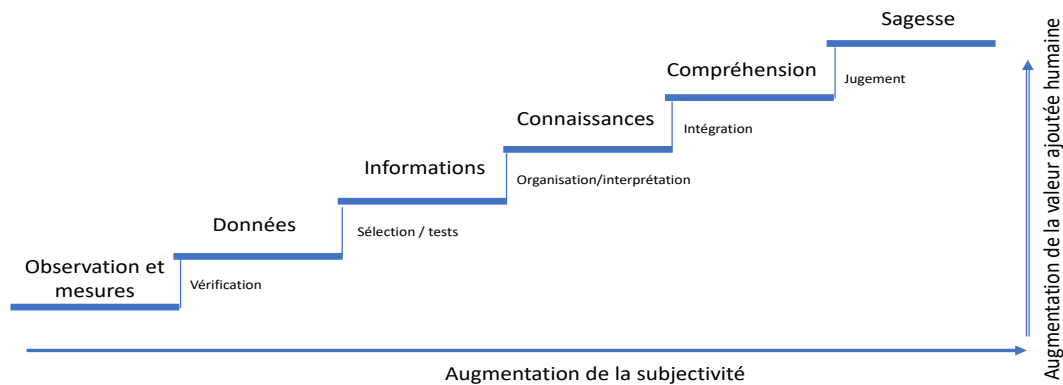 Sagesse
Jugement
Compréhension
Intégration
Connaissances
Organisation/interprétation
Informations
Sélection / tests
Données
Vérification
Observation et
mesures
Augmentation de la subjectivité
Augmentation de la valeur ajoutée humaine